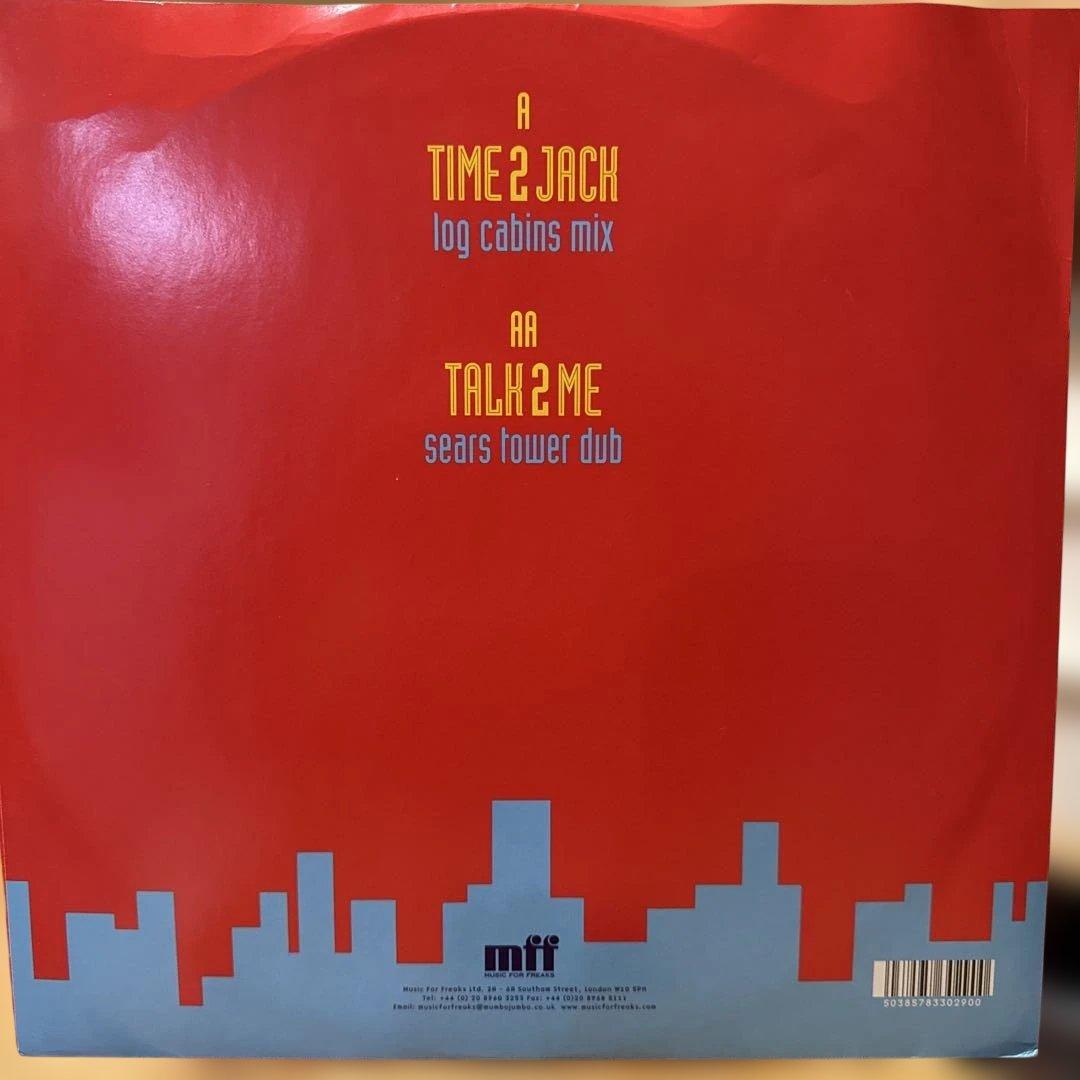 A
TIME 2 JACK
log cabins mix
AA
TALK 2 ME
sears tower dub
mff
MUSIC FOR FREAKS
Music For Freaks Ltd, 2A - 6A Southam Street, London W10 5PH
Tel: +44 (0) 20 8960 3253 Fax: +44 (0)20 8968 5111
Email: musicforfreaks@mumbojumbo.co.uk www.musicforfreaks.com
50385783302900